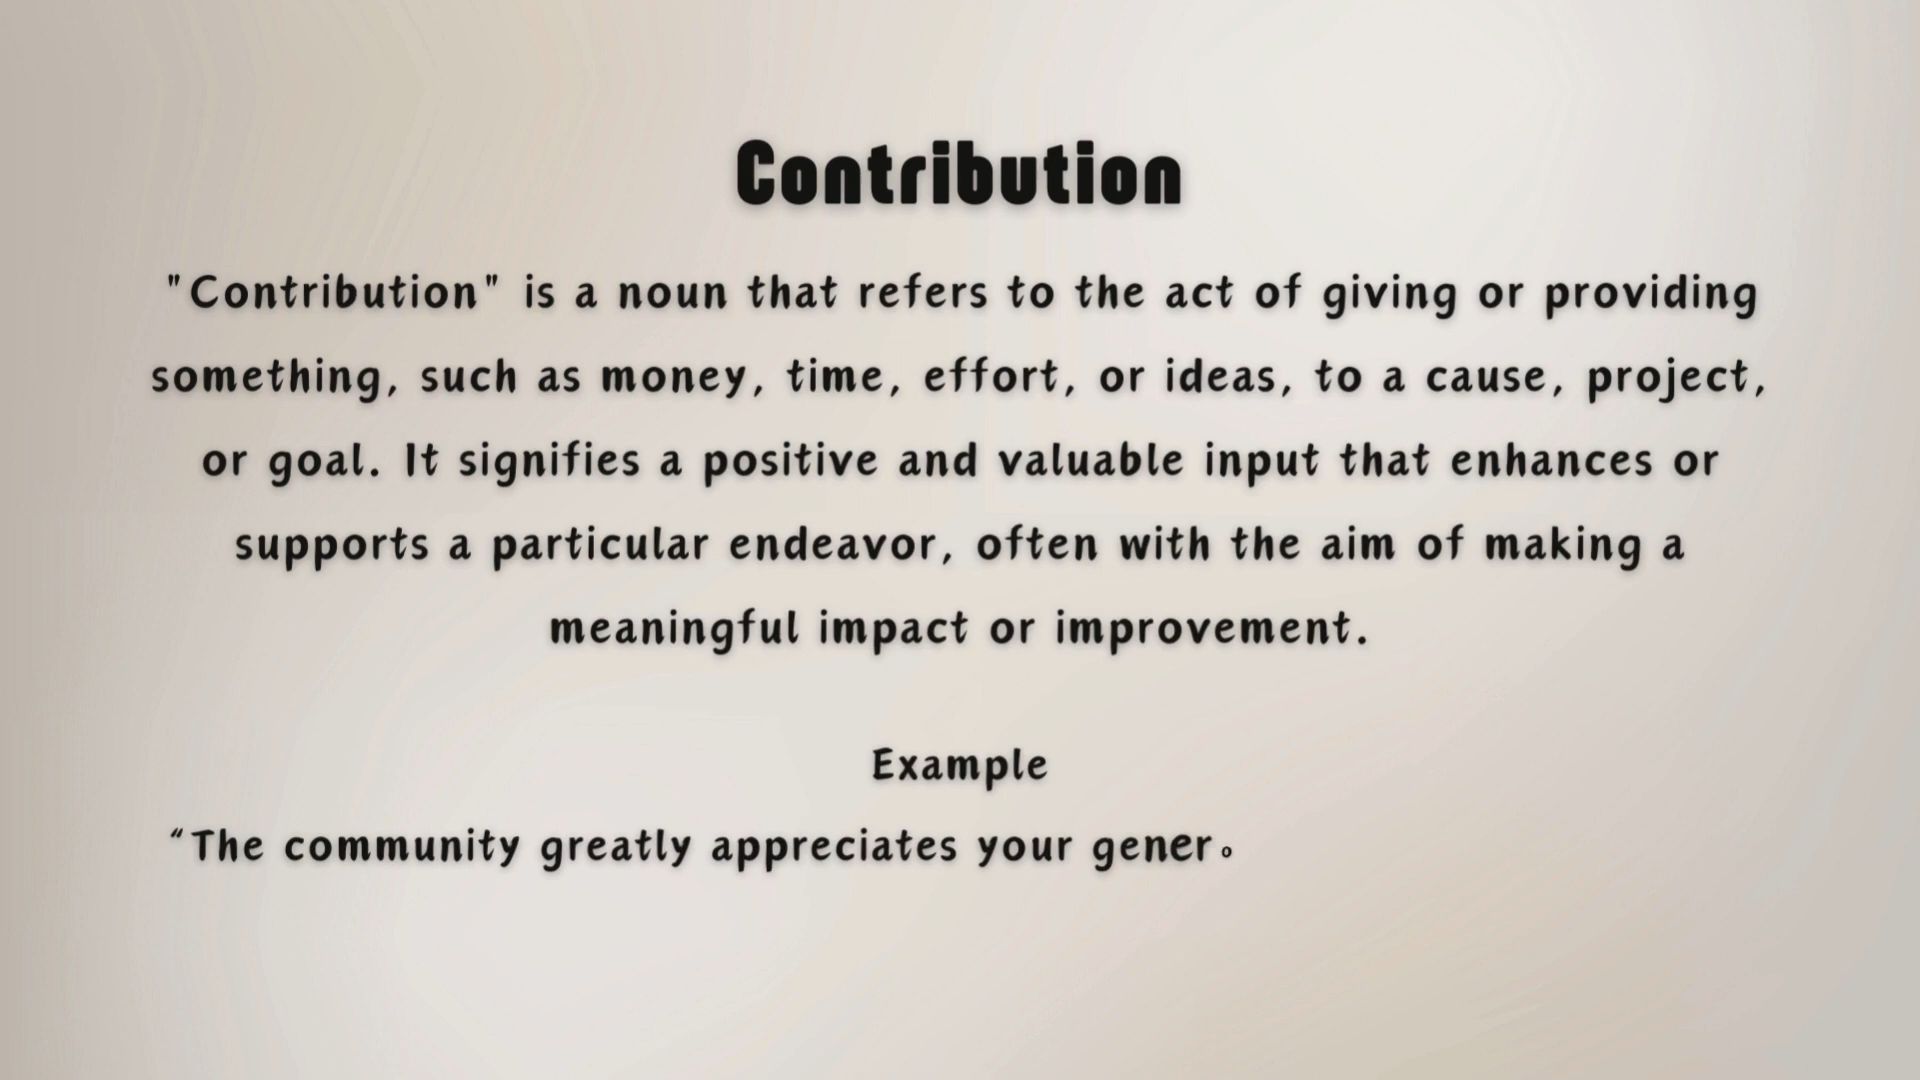 Contribution
"Contribution" is a noun that refers to the act of giving or providing
something, such as money, time, effort, or ideas, to a cause, project,
or goal. It signifies a positive and valuable input that enhances or
supports a particular endeavor, often with the aim of making a
meaningful impact or improvement.
Example
“The community greatly appreciates your genero